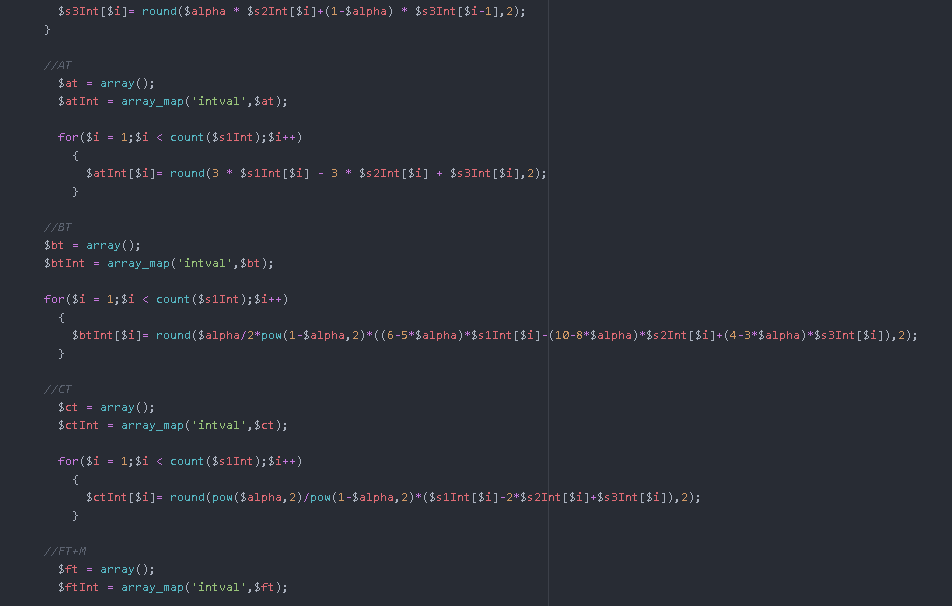 $s3Int[$i]= round($alpha * $s2Int[$i]+(1-$alpha) * $s3Int[$i-1],2);
}
//AT
$at = array();
$atInt = array_map('intval',$at);
for($i = 1;$i < count($s1Int);$i++)
{
$atInt[$i]= round(3 * $s1Int[$i] - 3 * $s2Int[$i] + $s3Int[$i],2);
}
//BT
$bt = array();
$btInt = array_map('intval',$bt);
for($i = 1;$i < count($s1Int);$i++)
{
$btInt[$i]= round($alpha/2*pow(1-$alpha,2)*((6-5*$alpha)*$s1Int[$i]-(10-8*$alpha)*$s2Int[$i]+(4-3*$alpha)*$s3Int[$i]),2);
}
//CT
$ct = array();
$ctInt = array_map('intval',$ct);
for($i = 1;$i < count($s1Int);$i++)
{
$ctInt[$i]= round(pow($alpha,2)/pow(1-$alpha,2)*($s1Int[$i]-2*$s2Int[$i]+$s3Int[$i]),2);
}
//FT+M
$ft = array();
$ftInt = array_map('intval',$ft);